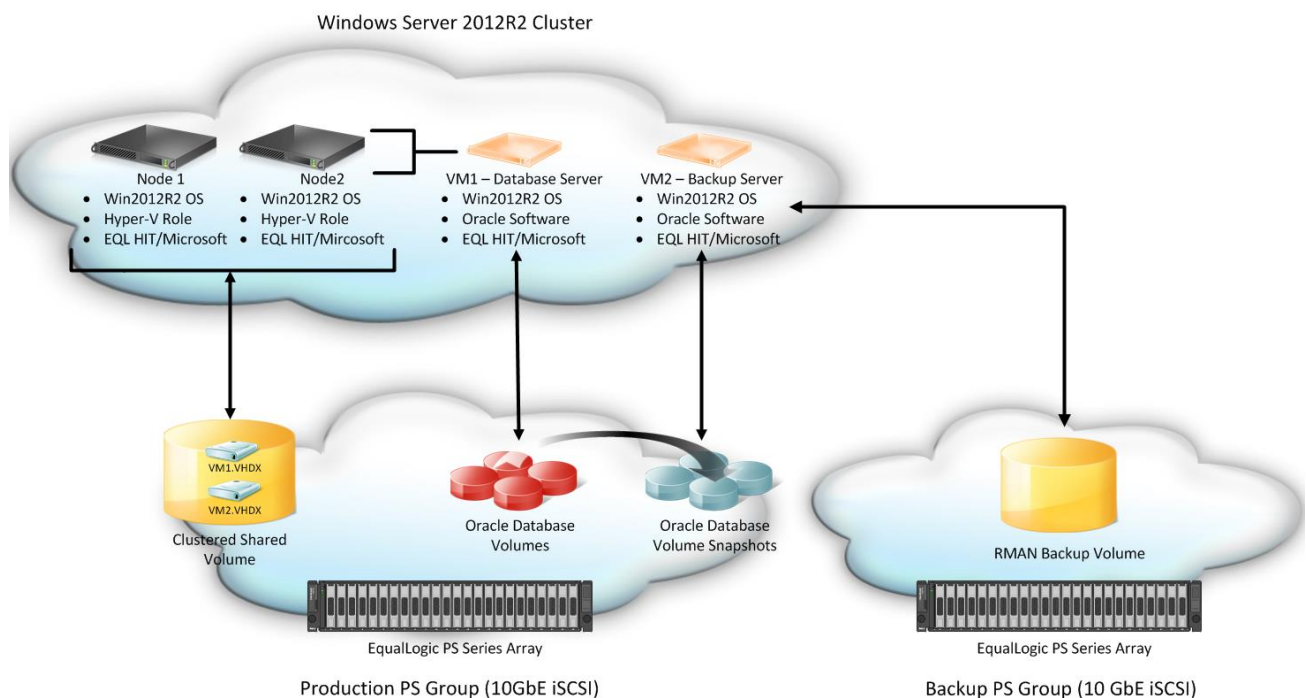 Windows Server 2012R2 Cluster
Node 1
• Win2012R2 OS
• Hyper-V Role
• EQL HIT/Microsoft
Node2
• Win2012R2 OS
• Hyper-V Role
• EQL HIT/Mircosoft
VM1 – Database Server
• Win2012R2 OS
• Oracle Software
• EQL HIT/Microsoft
VM2 – Backup Server
• Win2012R2 OS
• Oracle Software
• EQL HIT/Microsoft
VM1.VHDX
VM2.VHDX
Clustered Shared
Volume
Oracle Database
Volumes
Oracle Database
Volume Snapshots
RMAN Backup Volume
EqualLogic PS Series Array
EqualLogic PS Series Array
Production PS Group (10GbE iSCSI)
Backup PS Group (10 GbE iSCSI)